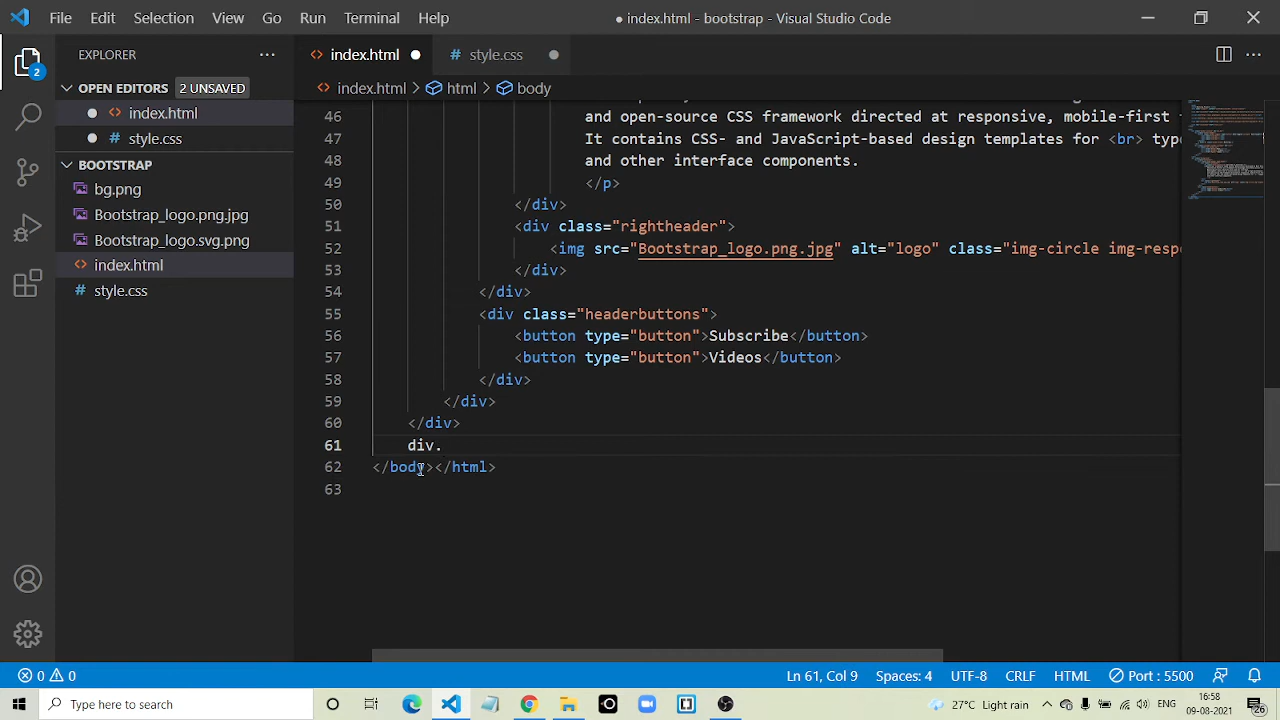 File Edit Selection View Go Run Terminal Help
● index.html - bootstrap - Visual Studio Code
EXPLORER
index.html
style.css
OPEN EDITORS 2 UNSAVED
index.html > html > body
index.html
style.css
BOOTSTRAP
bg.png
Bootstrap_logo.png.jpg
Bootstrap_logo.svg.png
index.html
style.css
2
46 and open-source CSS framework directed at responsive, mobile-first
47 It contains CSS- and JavaScript-based design templates for <br> typ
48 and other interface components.
49 </p>
50 </div>
51 <div class="rightheader">
52 <img src="Bootstrap_logo.png.jpg" alt="logo" class="img-circle img-resp
53 </div>
54 </div>
55 <div class="headerbuttons">
56 <button type="button">Subscribe</button>
57 <button type="button">Videos</button>
58 </div>
59 </div>
60 </div>
61 div.
62 </body></html>
63
0 0
Ln 61, Col 9 Spaces: 4 UTF-8 CRLF HTML Port : 5500
Type here to search
27°C Light rain ENG 16:58
09-08-2021
26